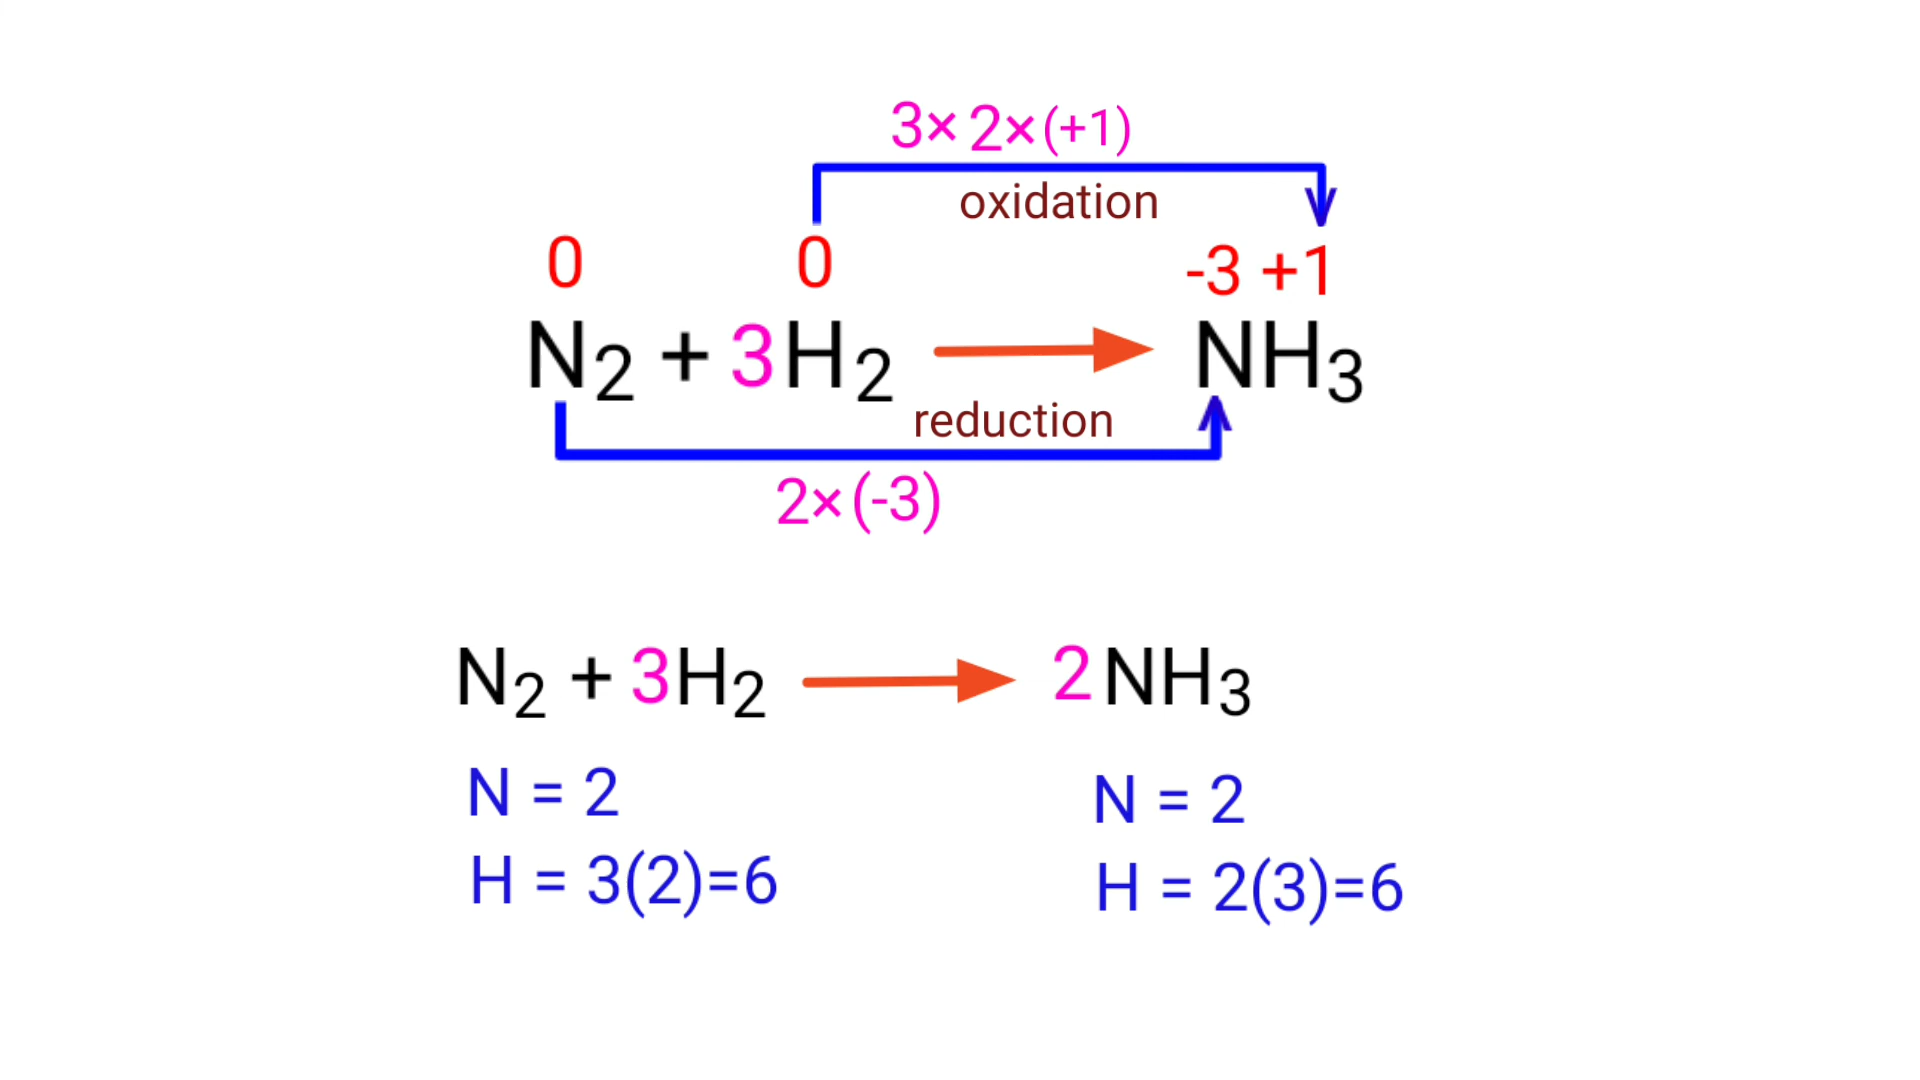 3× 2×(+1)
oxidation
0 0 -3 +1
N2 + 3H2 NH3
reduction
2×(-3)
N2 + 3H2 2NH3
N = 2 N = 2
H = 3(2)=6 H = 2(3)=6